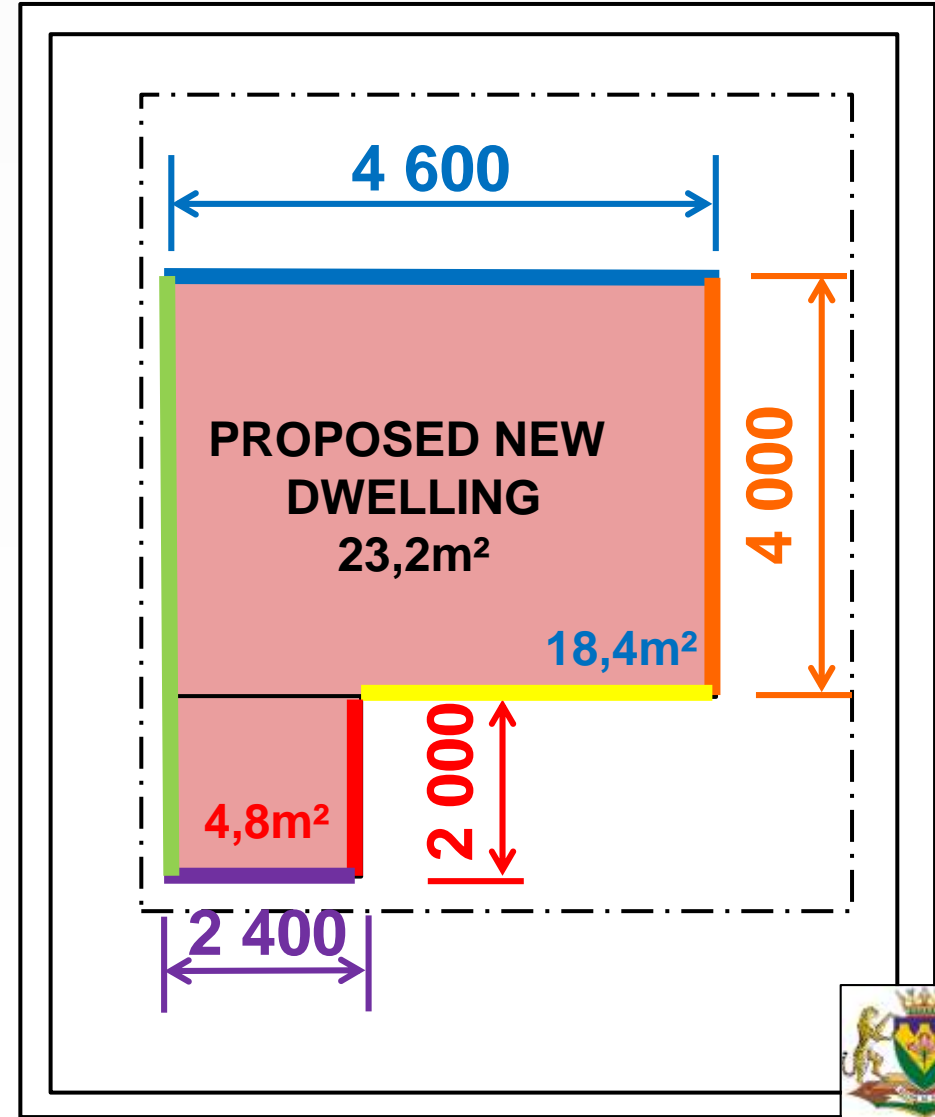 4 600
PROPOSED NEW
DWELLING
23,2m²
4 000
18,4m²
2 000
4,8m²
2 400